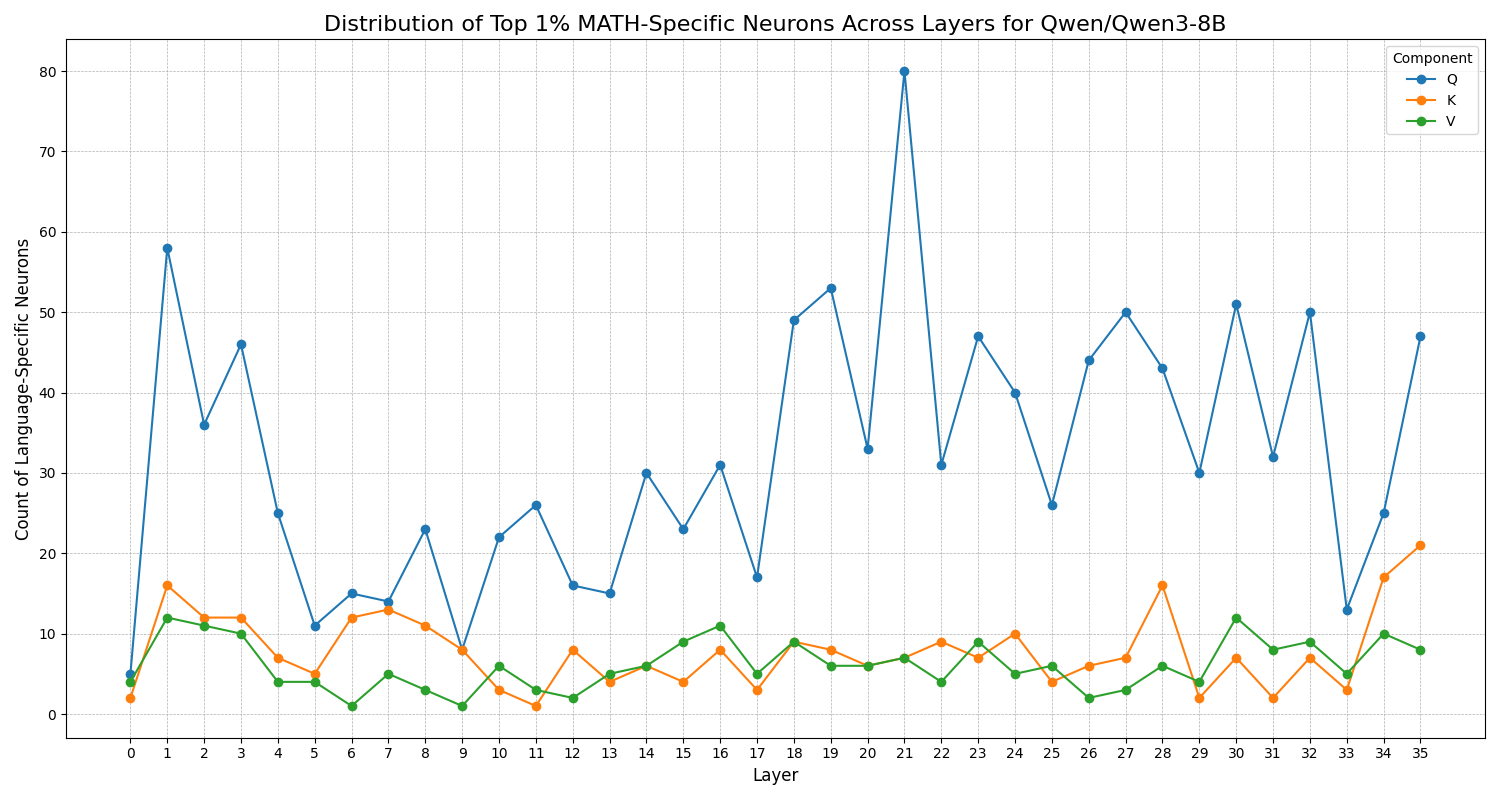 Distribution of Top 1% MATH-Specific Neurons Across Layers for Qwen/Qwen3-8B
Count of Language-Specific Neurons
80
70
60
50
40
30
20
10
0
Component
Q
K
V
0 1 2 3 4 5 6 7 8 9 10 11 12 13 14 15 16 17 18 19 20 21 22 23 24 25 26 27 28 29 30 31 32 33 34 35
Layer